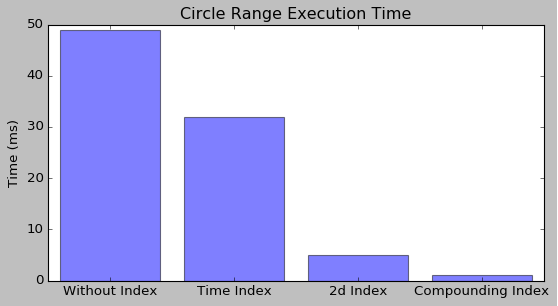 Circle Range Execution Time
50
40
30
20
10
0
Time (ms)
Without Index
Time Index
2d Index
Compounding Index